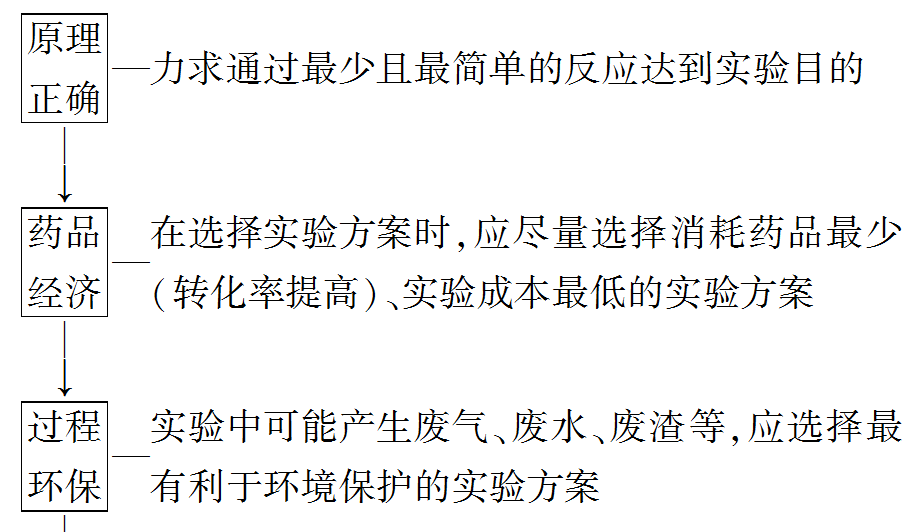 原理
正确
力求通过最少且最简单的反应达到实验目的
药品
经济
在选择实验方案时,应尽量选择消耗药品最少
(转化率提高)、实验成本最低的实验方案
过程
环保
实验中可能产生废气、废水、废渣等,应选择最
有利于环境保护的实验方案